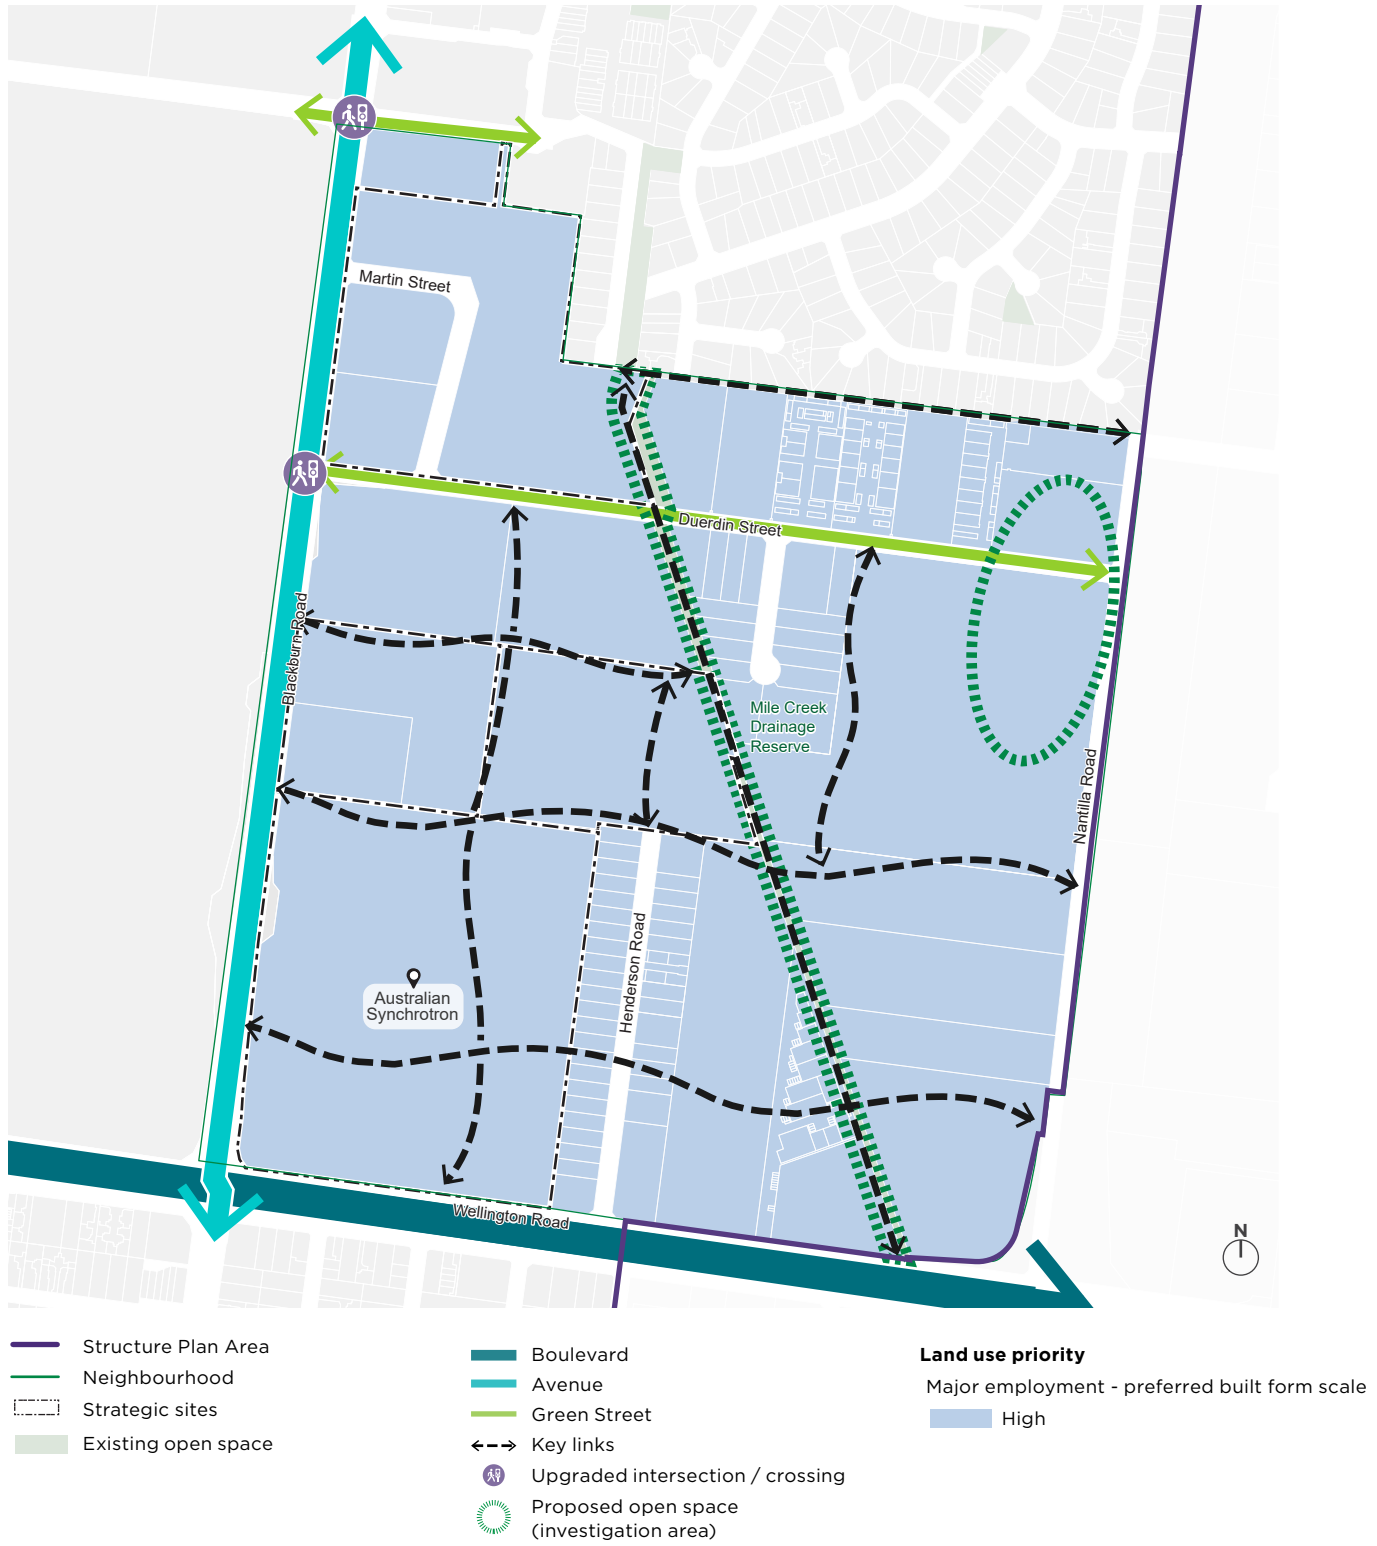 Martin Street
Duerdin Street
Blackburn Road
Mile Creek
Drainage
Reserve
Nantilla Road
Henderson Road
Australian
Synchrotron
Wellington Road
N
Structure Plan Area
Neighbourhood
Strategic sites
Existing open space
Boulevard
Avenue
Green Street
Key links
Upgraded intersection / crossing
Proposed open space
(investigation area)
Land use priority
Major employment - preferred built form scale
High